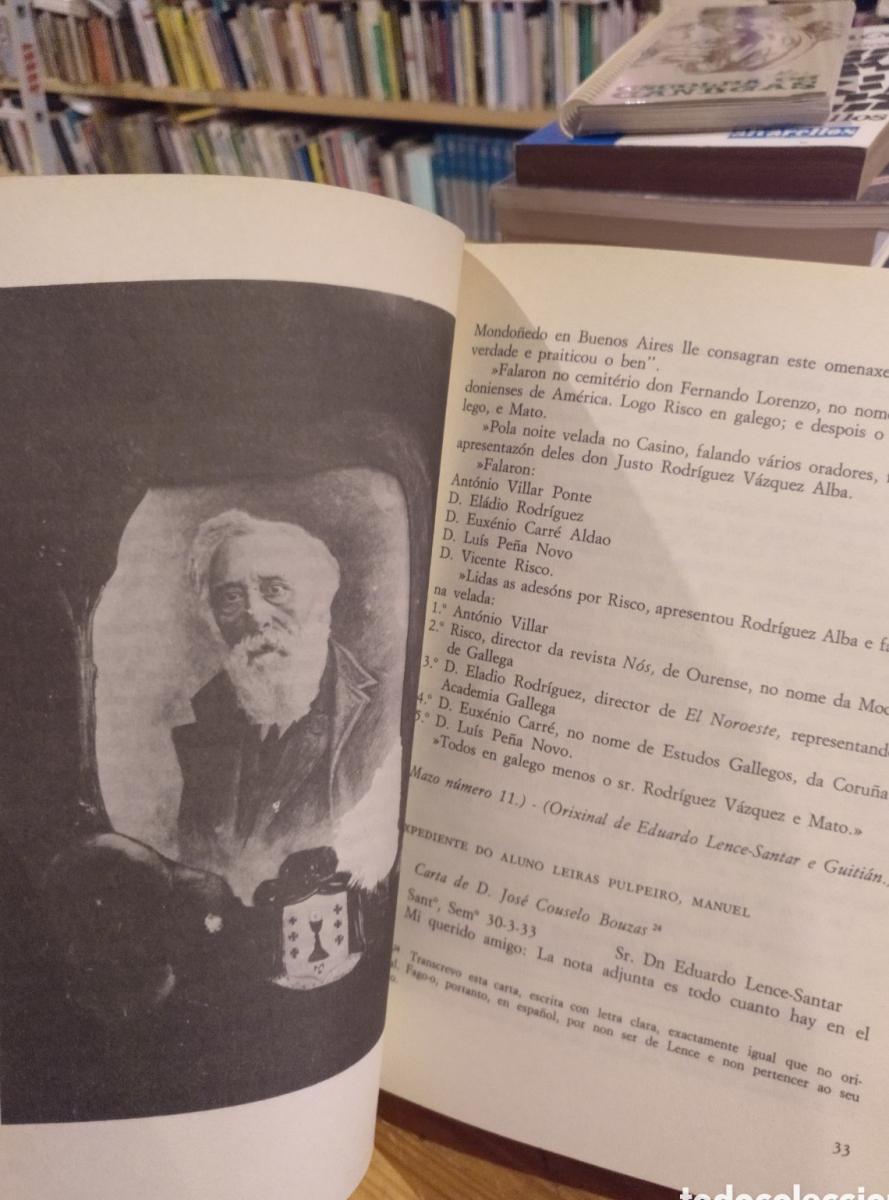 ANDOAS
Mondoñedo en Buenos Aires lle consagran este omenaxe
verdade e praiticou o ben".
»Falaron no cemitério don Fernando Lorenzo, no nome
donienses de América. Logo Risco en galego; e despois o
lego, e Mato.
»Pola noite velada no Casino, falando vários oradores,
apresentazón deles don Justo Rodríguez Vázquez Alba.
»Falaron:
António Villar Ponte
D. Eládio Rodríguez
D. Euxénio Carré Aldao
D. Luís Peña Novo
D. Vicente Risco.
»Lidas as adesóns por Risco, apresentou Rodríguez Alba e
na velada:
1.º António Villar
2.º Risco, director da revista Nós, de Ourense, no nome da
de Gallega
3.º D. Eladio Rodríguez, director de El Noroeste, representando
Academia Gallega
4.º D. Euxénio Carré, no nome de Estudos Gallegos, da Coruña
5.º D. Luís Peña Novo.
»Todos en galego menos o sr. Rodríguez Vázquez e Mato.»
Mazo número 11.) - (Orixinal de Eduardo Lence-Santar e Guitián.)
XPEDIENTE DO ALUNO LEIRAS PULPEIRO, MANUEL
Carta de D. José Couselo Bouzas 24
Santº, Semº 30-3-33
Sr. Dn Eduardo Lence-Santar
Mi querido amigo: La nota adjunta es todo cuanto hay en el
24 Transcrevo esta carta, escrita con letra clara, exactamente igual que no ori-
l. Fago-o, portanto, en español, por non ser de Lence e non pertencer ao seu
o.
33
todocoleccion